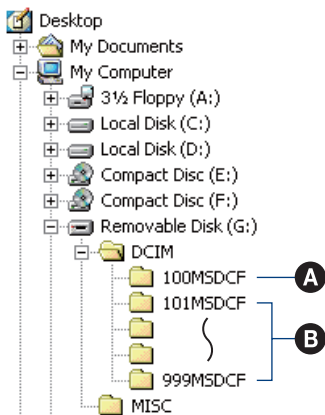 Desktop
My Documents
My Computer
3½ Floppy (A:)
Local Disk (C:)
Local Disk (D:)
Compact Disc (E:)
Compact Disc (F:)
Removable Disk (G:)
DCIM
100MSDCF
A
101MSDCF
B
999MSDCF
MISC